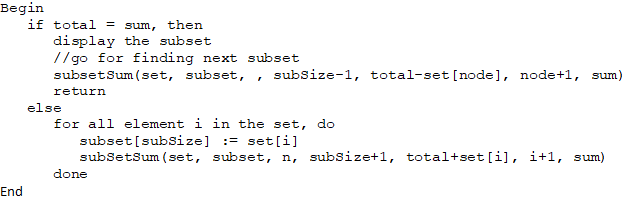 Begin
if total = sum, then
display the subset
//go for finding next subset
subsetSum(set, subset, , subSize-1, total-set[node], node+1, sum)
return
else
for all element i in the set, do
subset[subSize] := set[i]
subSetSum(set, subset, n, subSize+1, total+set[i], i+1, sum)
done
End